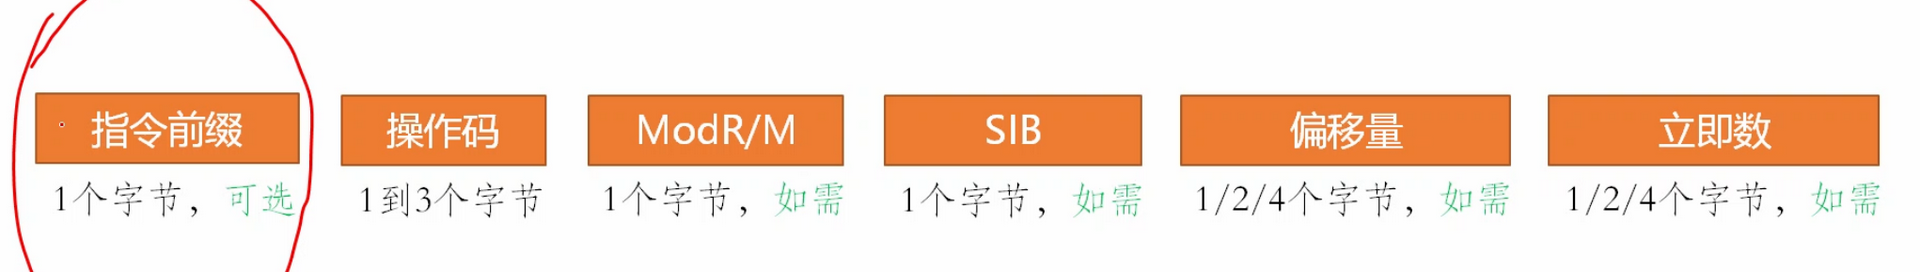 指令前缀 操作码 ModR/M SIB 偏移量 立即数
1个字节，可选 1到3个字节 1个字节，如需 1个字节，如需 1/2/4个字节，如需 1/2/4个字节，如需